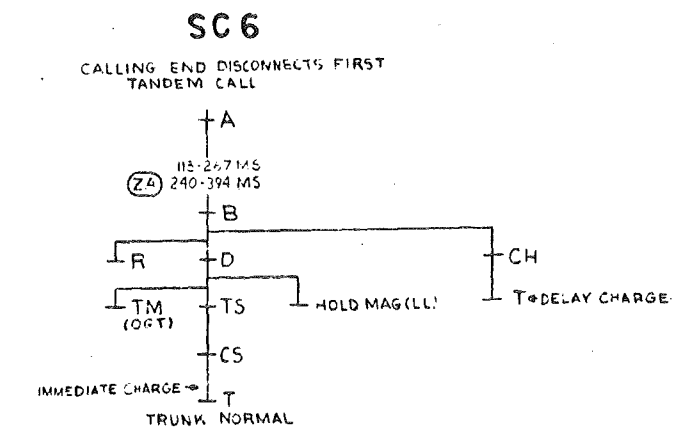 SC6
CALLING END DISCONNECTS FIRST
TANDEM CALL
A
113-267 MS
Z4 240-394 MS
B
R D CH
TM TS HOLD MAG(LL) T DELAY CHARGE
(OGT)
CS
IMMEDIATE CHARGE T
TRUNK NORMAL